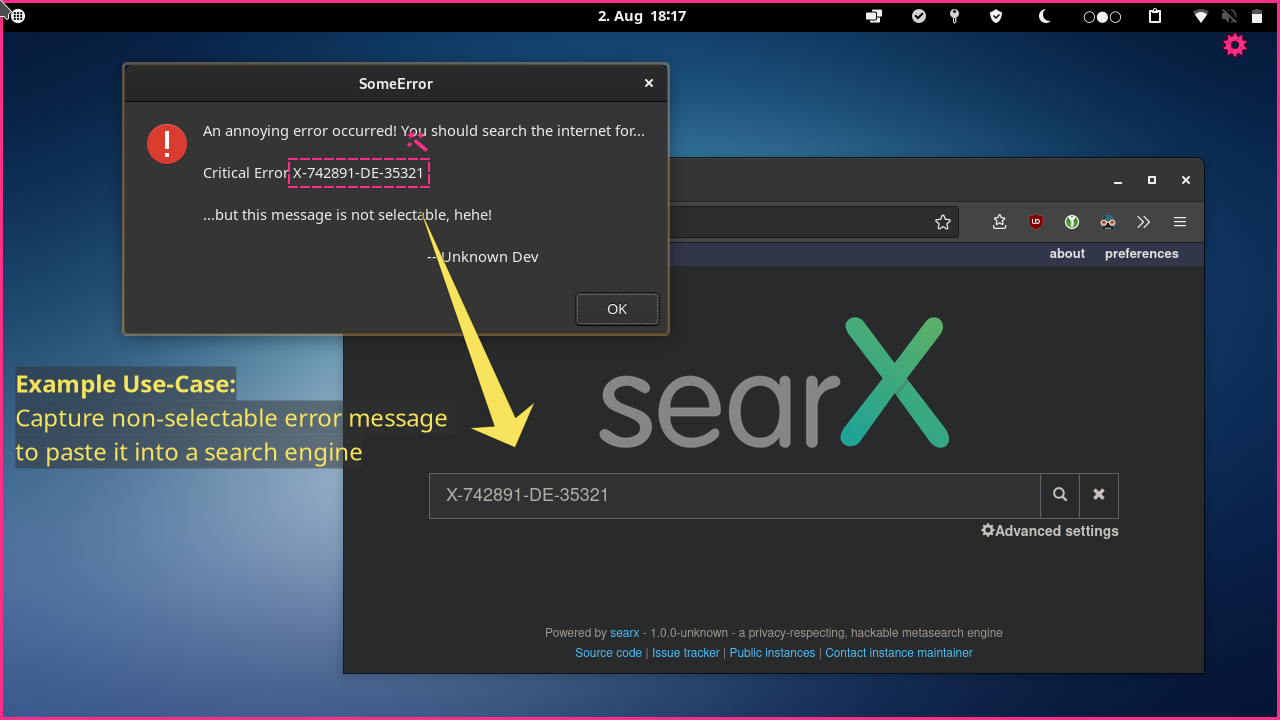 2. Aug 18:17
SomeError
An annoying error occurred! You should search the internet for...
Critical Error X-742891-DE-35321
...but this message is not selectable, hehe!
-- Unknown Dev
OK
about preferences
Example Use-Case:
Capture non-selectable error message
to paste it into a search engine
searX
X-742891-DE-35321
Advanced settings
Powered by searx - 1.0.0-unknown - a privacy-respecting, hackable metasearch engine
Source code | Issue tracker | Public instances | Contact instance maintainer